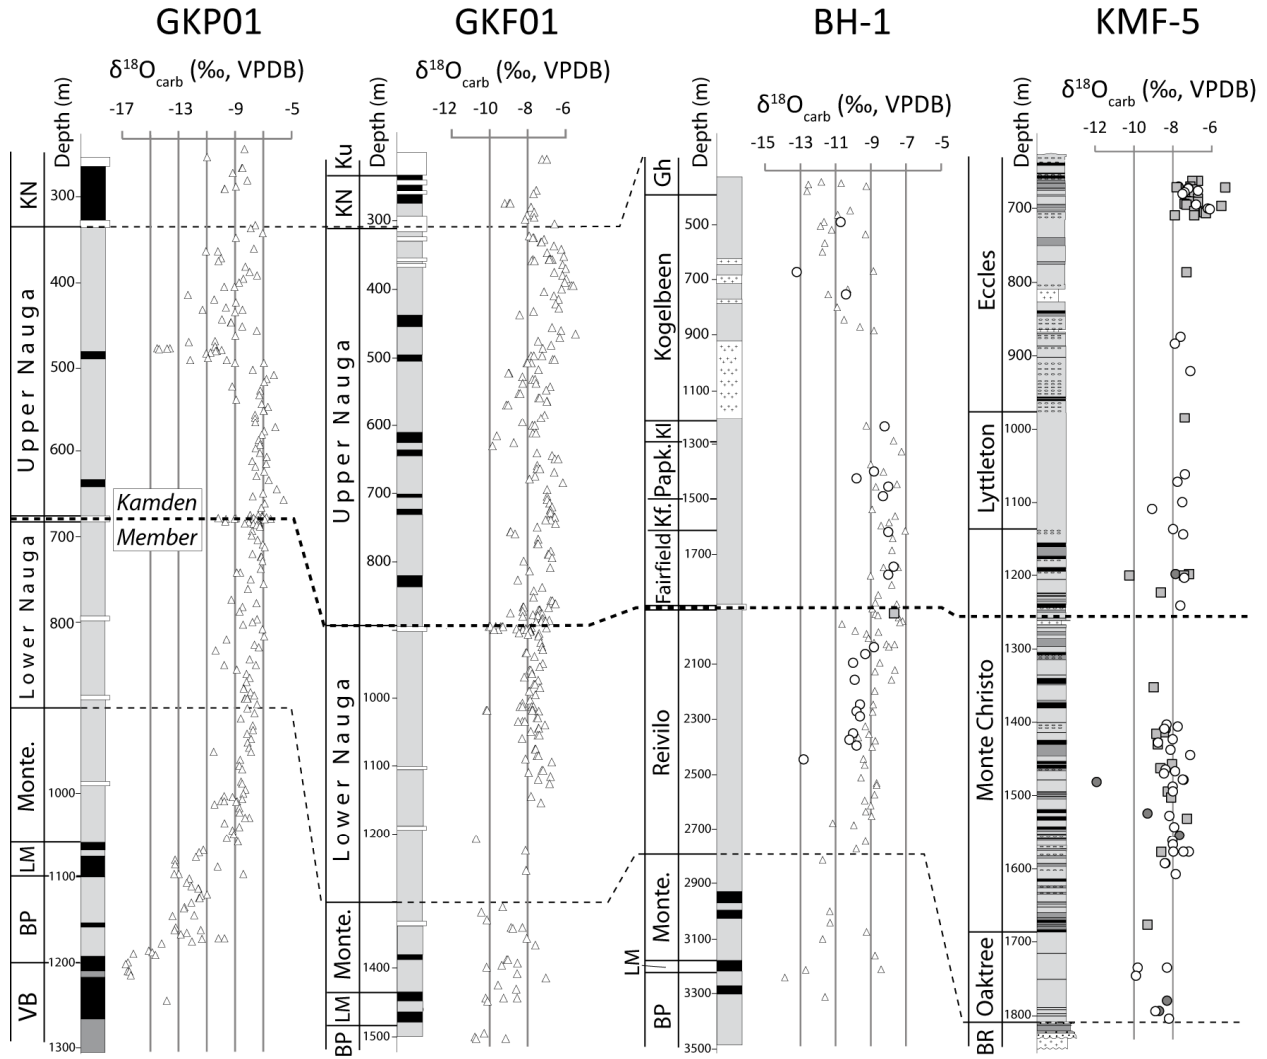 GKP01
GKF01
BH-1
KMF-5
δ18Ocarb (‰, VPDB)
δ18Ocarb (‰, VPDB)
δ18Ocarb (‰, VPDB)
δ18Ocarb (‰, VPDB)
Depth (m)
-17 -13 -9 -5
KN
Upper Nauga
Lower Nauga
Monte.
LM
BP
VB
300
400
500
600
700
800
1000
1100
1200
1300
Kamden
Member
Depth (m)
-12 -10 -8 -6
Ku
KN
Upper Nauga
Lower Nauga
Monte.
LM
BP
300
400
500
600
700
800
1000
1100
1200
1400
1500
Depth (m)
-15 -13 -11 -9 -7 -5
Gh
Kogelbeen
Kl
Papk.
Kf.
Fairfield
Reivilo
Monte.
LM
BP
500
700
900
1100
1300
1500
1700
2100
2300
2500
2700
2900
3100
3300
3500
Depth (m)
-12 -10 -8 -6
Eccles
Lyttleton
Monte Christo
Oaktree
BR
700
800
900
1000
1100
1200
1300
1400
1500
1600
1700
1800